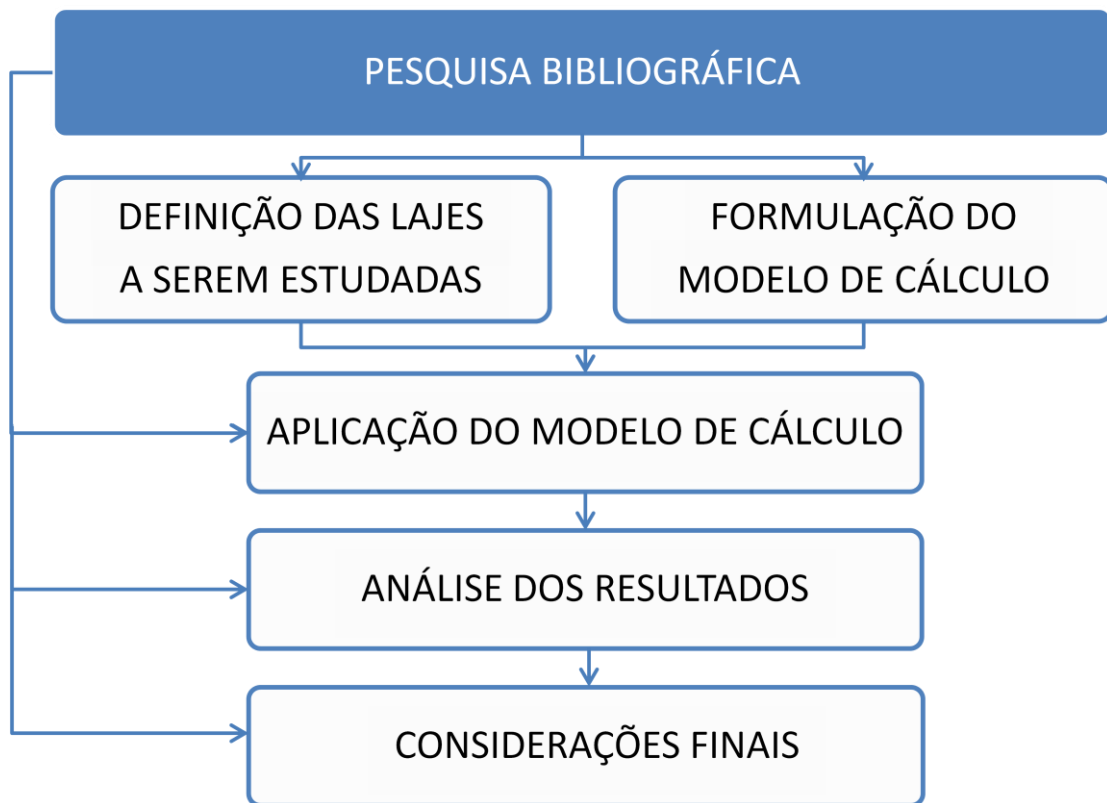 PESQUISA BIBLIOGRÁFICA
DEFINIÇÃO DAS LAJES
A SEREM ESTUDADAS
FORMULAÇÃO DO
MODELO DE CÁLCULO
APLICAÇÃO DO MODELO DE CÁLCULO
ANÁLISE DOS RESULTADOS
CONSIDERAÇÕES FINAIS